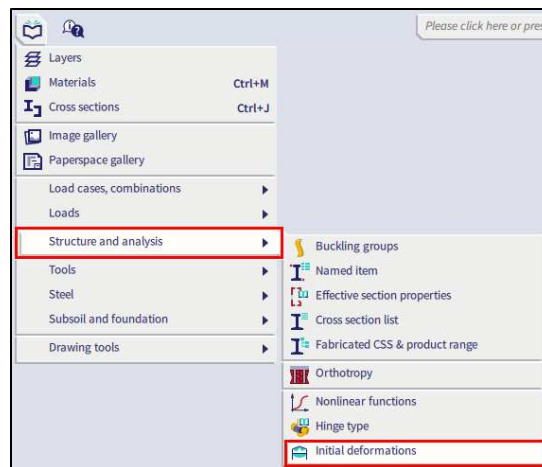 Please click here or pres
Layers
Materials Ctrl+M
Cross sections Ctrl+J
Image gallery
Paperspace gallery
Load cases, combinations
Loads
Structure and analysis
Tools
Steel
Subsoil and foundation
Drawing tools
Buckling groups
Named item
Effective section properties
Cross section list
Fabricated CSS & product range
Orthotropy
Nonlinear functions
Hinge type
Initial deformations